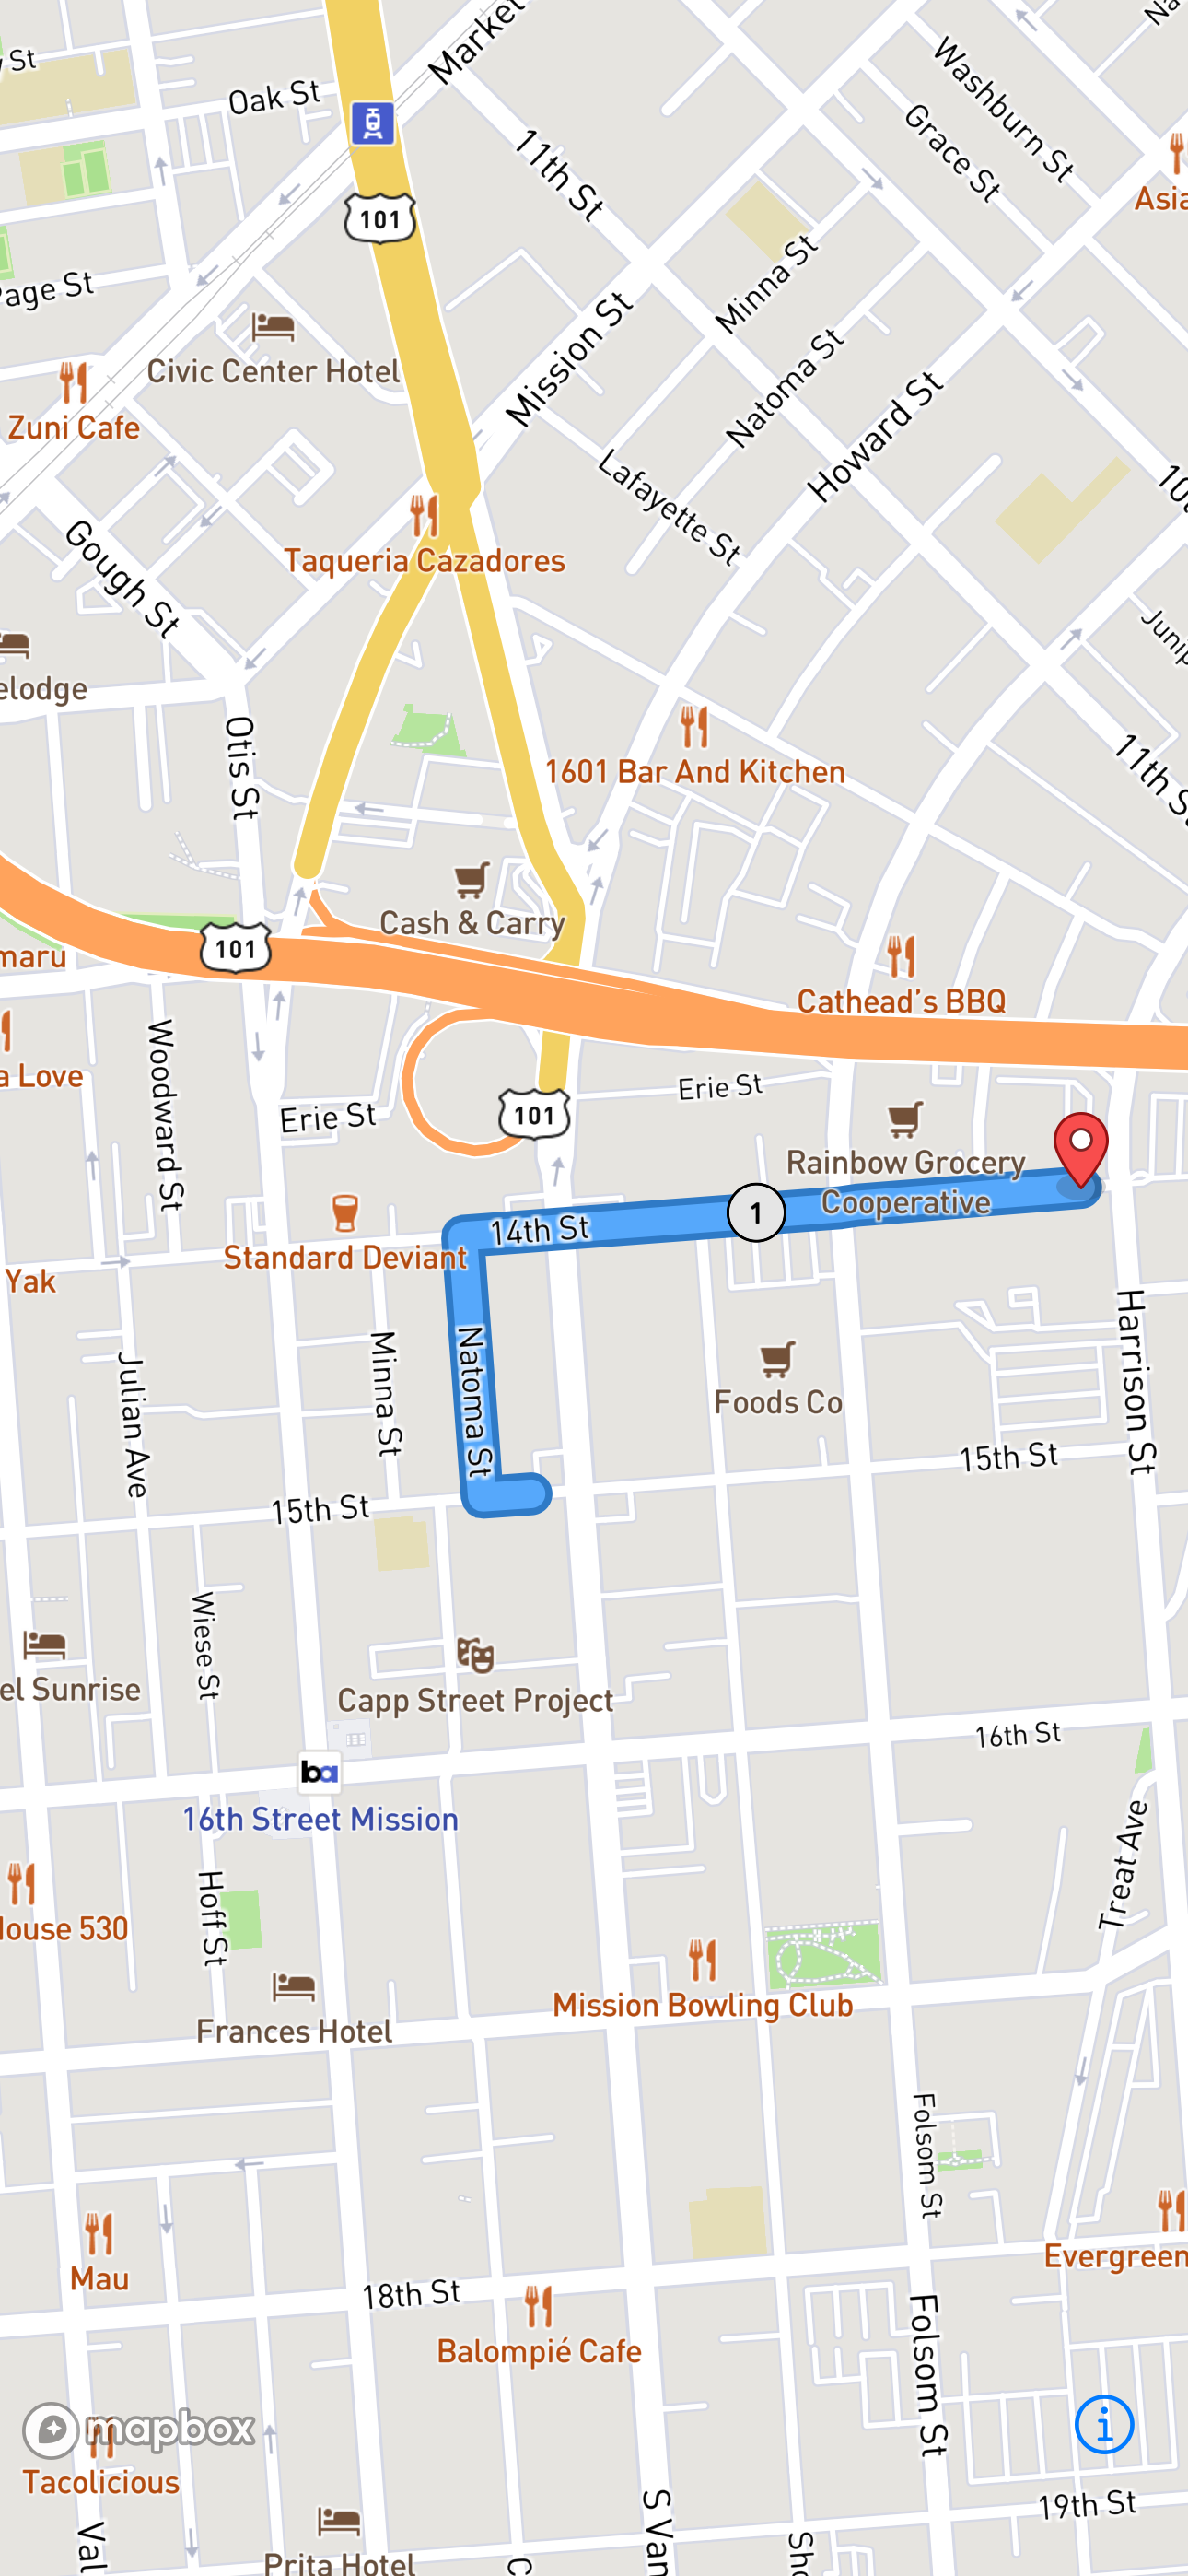 Market
Washburn St
Oak St
Grace St
11th St
101
Asia
Page St
Minna St
Mission St
Natoma St
Civic Center Hotel
Howard St
Zuni Cafe
Lafayette St
Taqueria Cazadores
Gough St
elodge
Otis St
1601 Bar And Kitchen
11th St
Cash & Carry
101
maru
Cathead's BBQ
Woodward St
a Love
Erie St
Erie St
101
Rainbow Grocery
Cooperative
1
14th St
Standard Deviant
Yak
Harrison St
Natoma St
Minna St
Julian Ave
Foods Co
15th St
15th St
Wiese St
el Sunrise
Capp Street Project
16th St
ba
16th Street Mission
Treat Ave
Hoff St
House 530
Mission Bowling Club
Frances Hotel
Folsom St
Mau
Evergreen
18th St
Balompié Cafe
Folsom St
mapbox
i
Tacolicious
19th St
S Van
Val
Prita Hotel